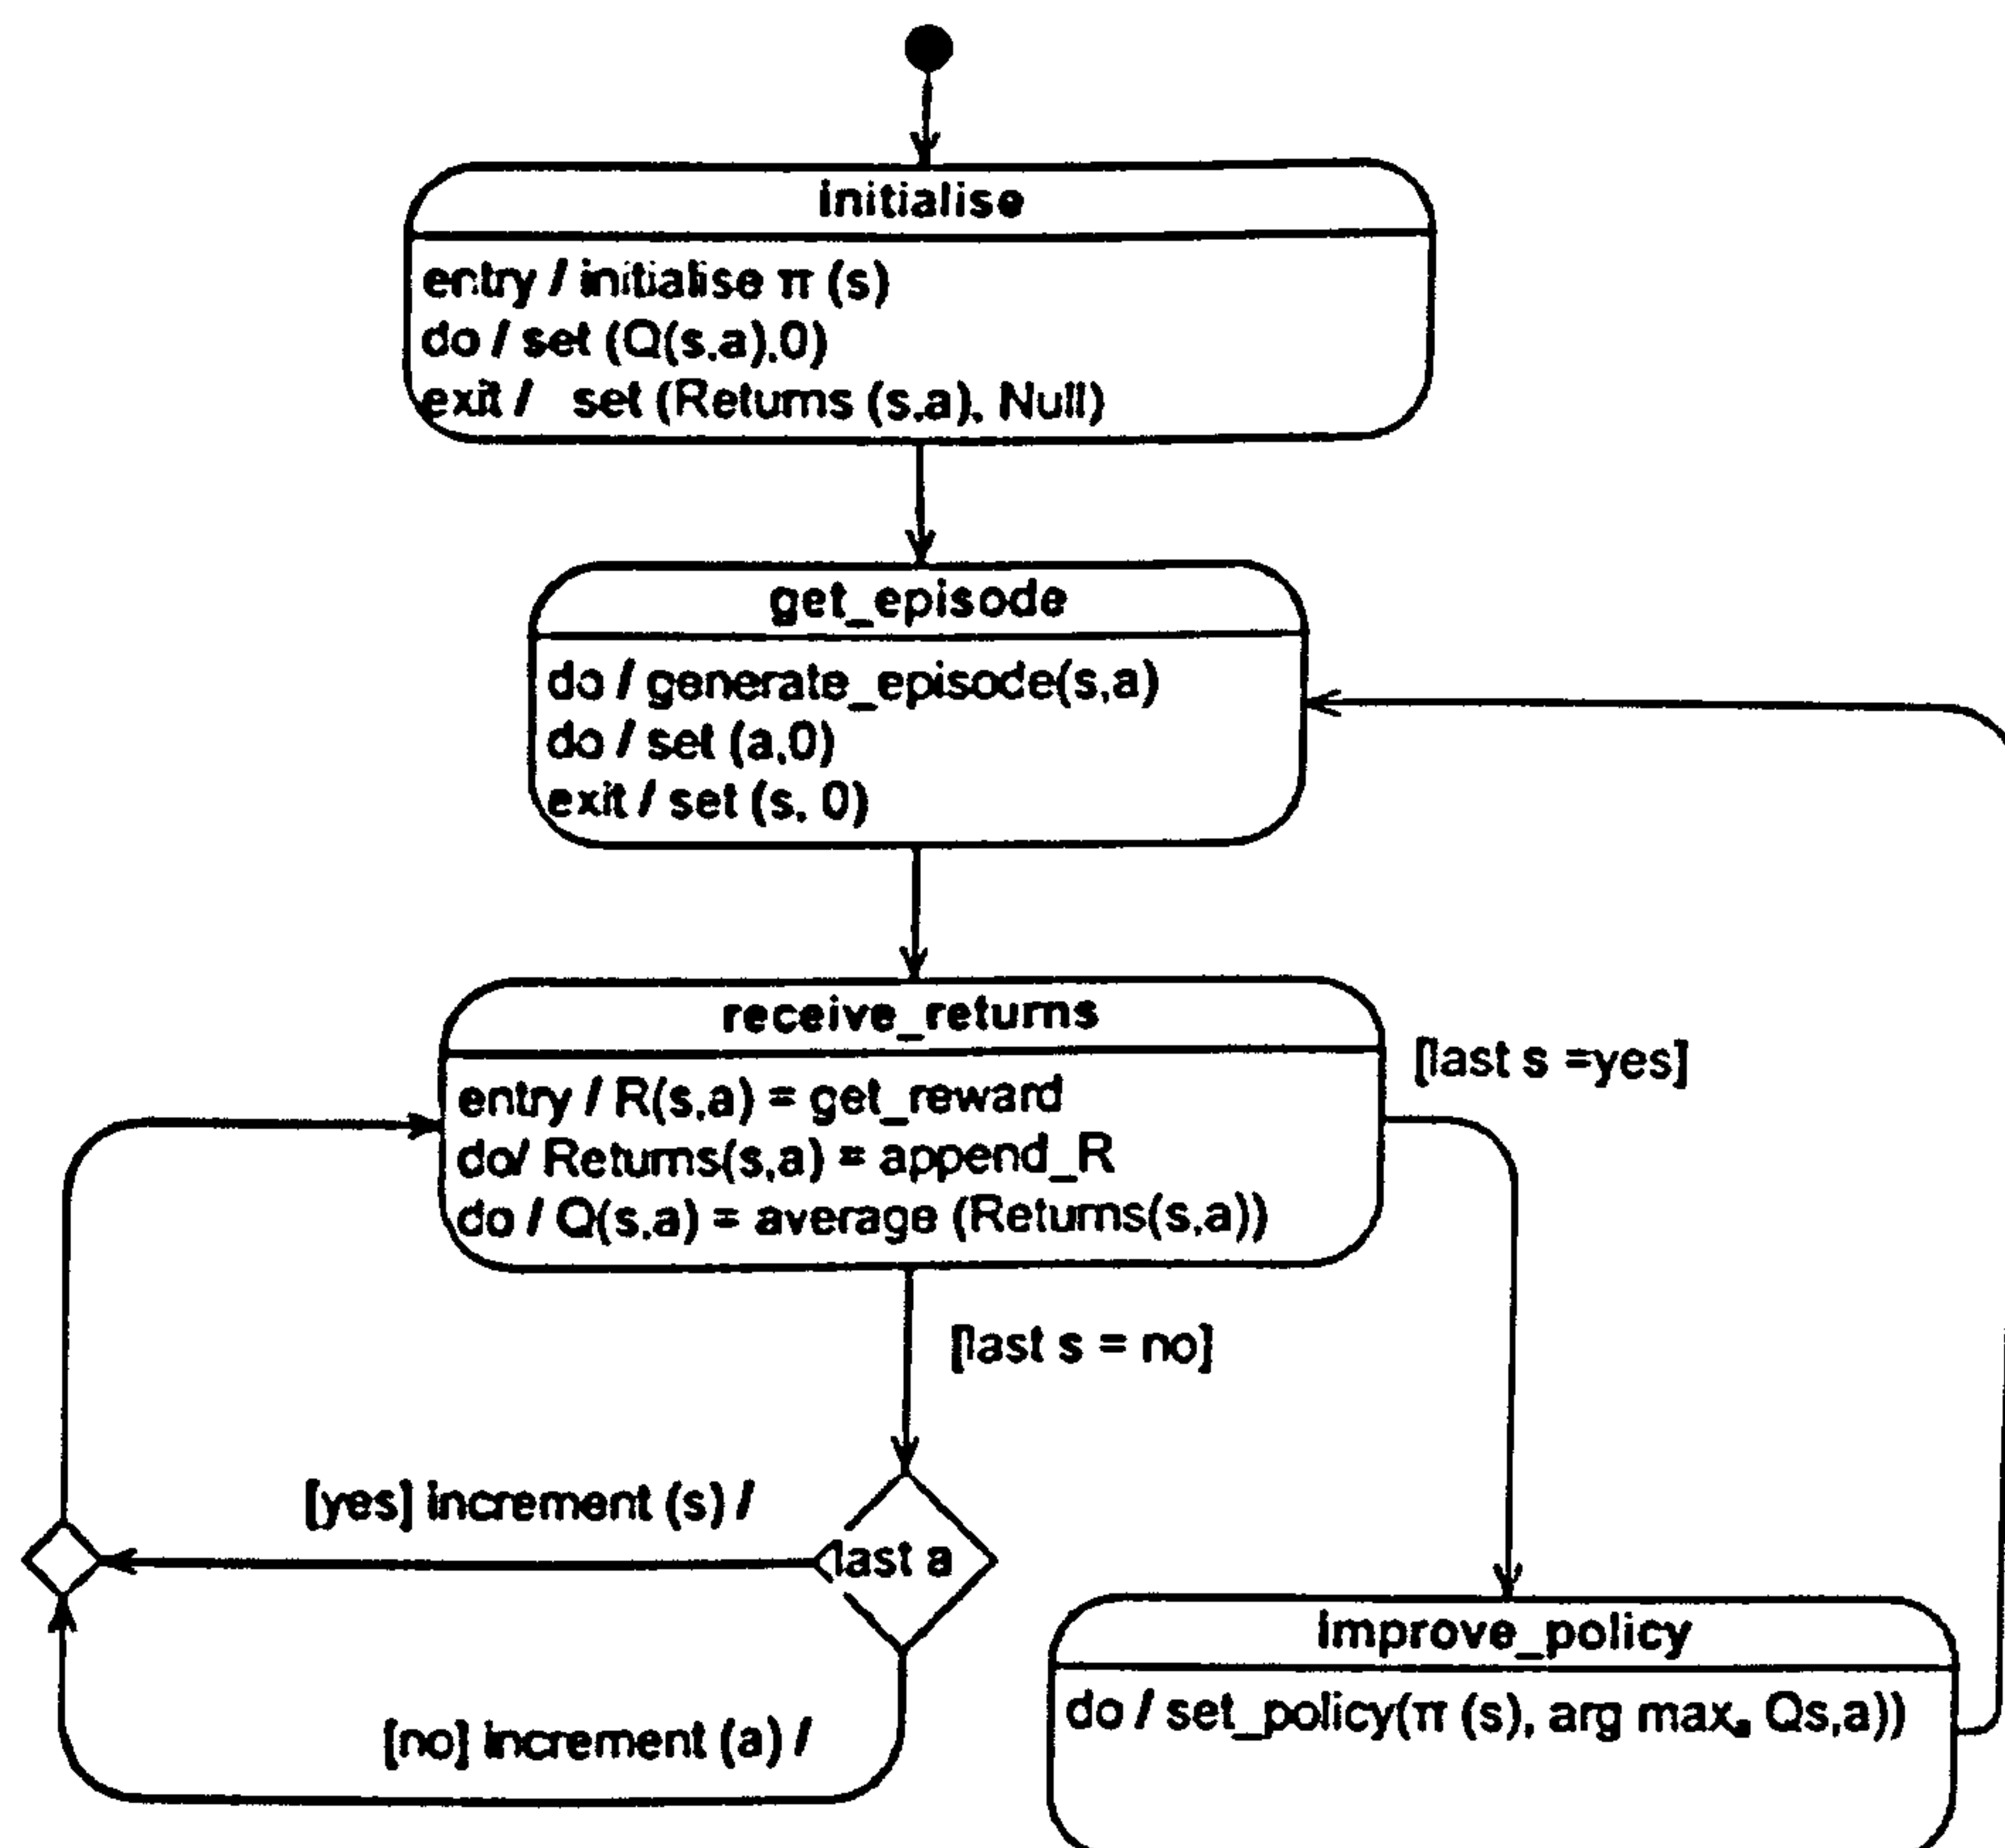 initialise
entry / initialise π (s)
do / set (Q(s,a),0)
exit / set (Returns (s,a), Null)
get_episode
do / generate_episode(s,a)
do / set (a,0)
exit / set (s, 0)
receive_returns
[last s =yes]
entry / R(s,a) = get_reward
do/ Returns(s,a) = append_R
do / Q(s,a) = average (Returns(s,a))
[last s = no]
[yes] increment (s) /
last a
improve_policy
do / set_policy(π (s), arg maxₐ Qs,a))
[no] increment (a) /